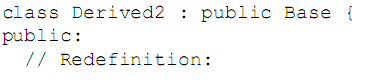 class Derived2 : public Base {
public:
  // Redefinition: